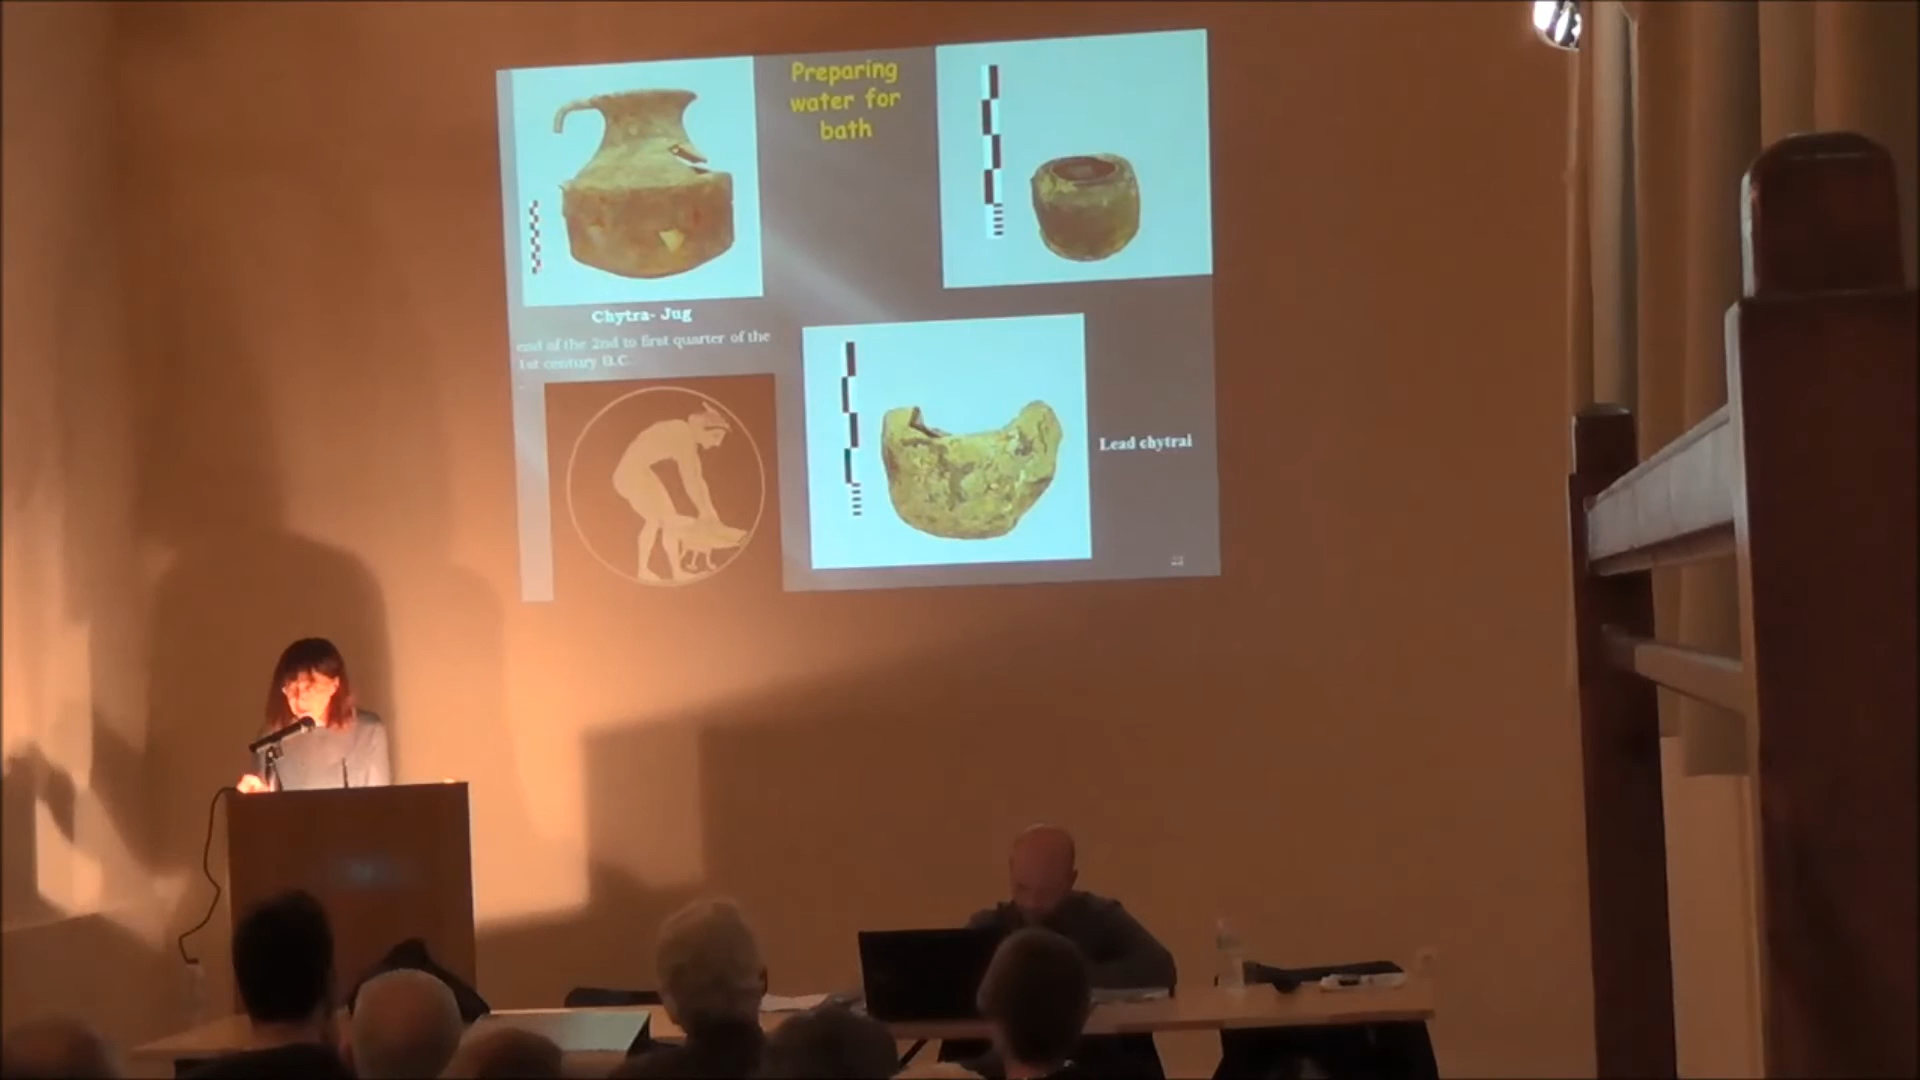 Preparing
water for
bath
Chytra- Jug
end of the 2nd to first quarter of the
1st century B.C.
Lead chytrai